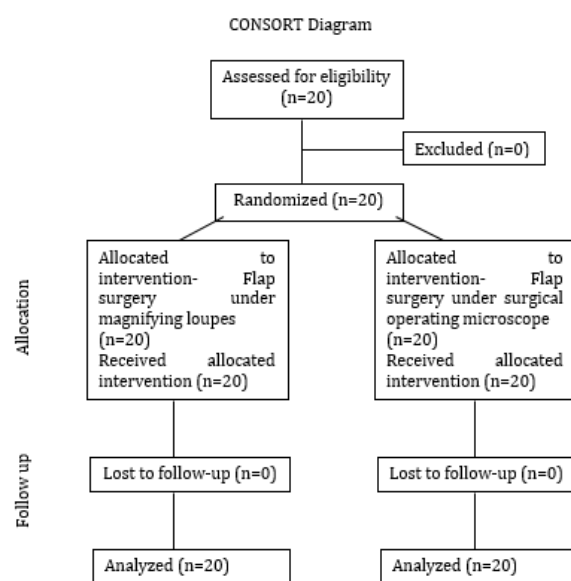 CONSORT Diagram
Assessed for eligibility
(n=20)
Excluded (n=0)
Randomized (n=20)
Allocation
Allocated to
intervention- Flap
surgery under
magnifying loupes
(n=20)
Received allocated
intervention (n=20)
Allocated to
intervention- Flap
surgery under surgical
operating microscope
(n=20)
Received allocated
intervention (n=20)
Follow up
Lost to follow-up (n=0)
Lost to follow-up (n=0)
Analyzed (n=20)
Analyzed (n=20)